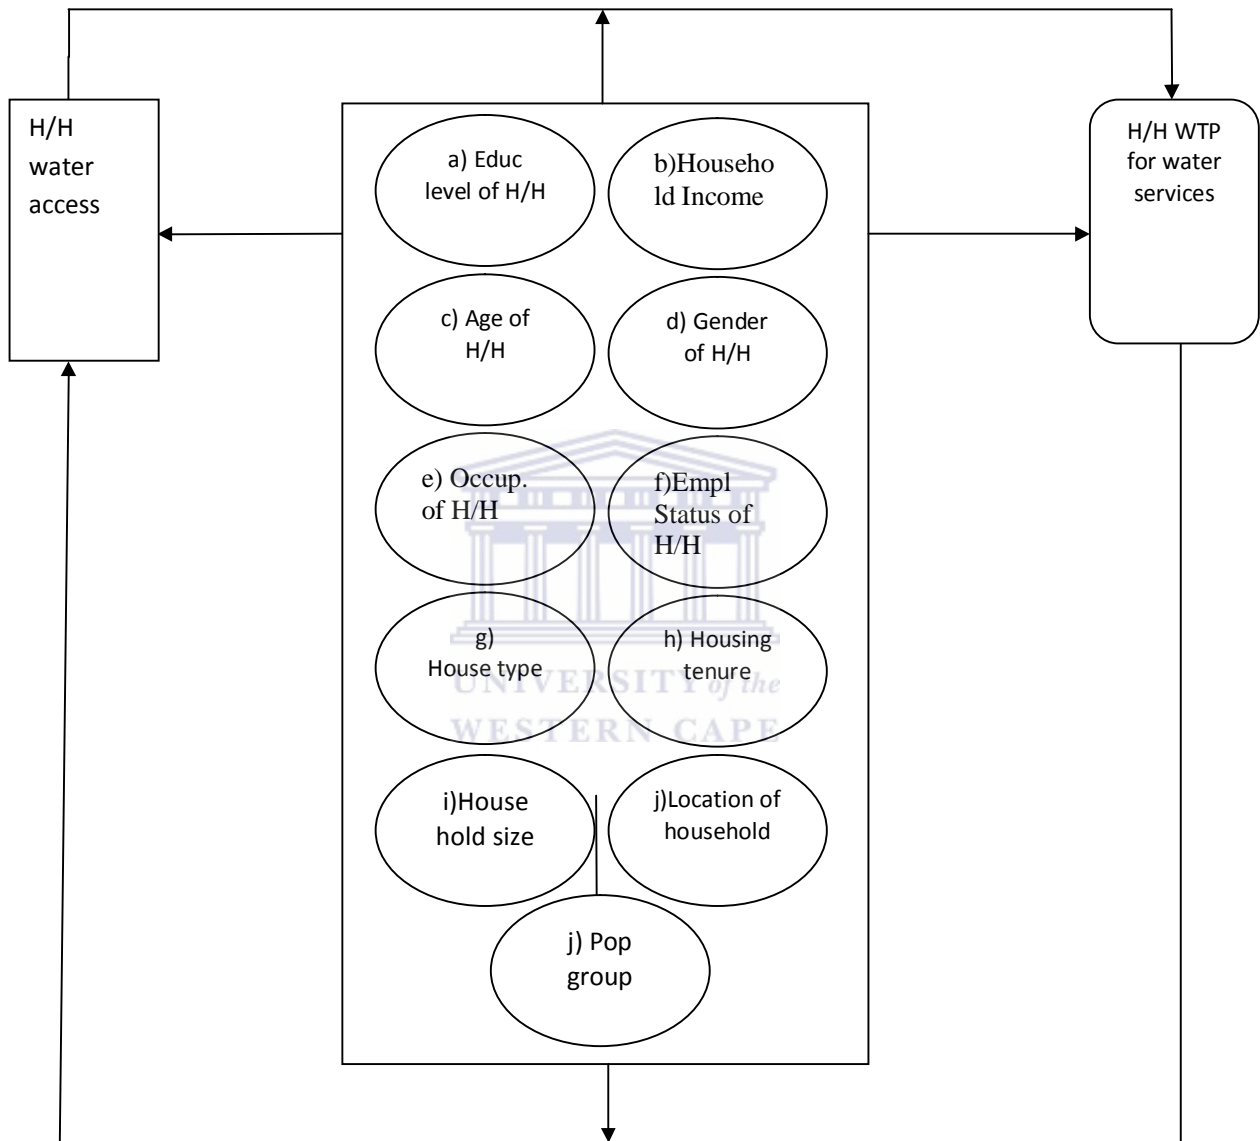 H/H
water
access
H/H WTP
for water
services
a) Educ
level of H/H
b)Househo
ld Income
c) Age of
H/H
d) Gender
of H/H
e) Occup.
of H/H
f)Empl
Status of
H/H
g)
House type
h) Housing
tenure
UNIVERSITY of the
WESTERN CAPE
i)House
hold size
j)Location of
household
j) Pop
group